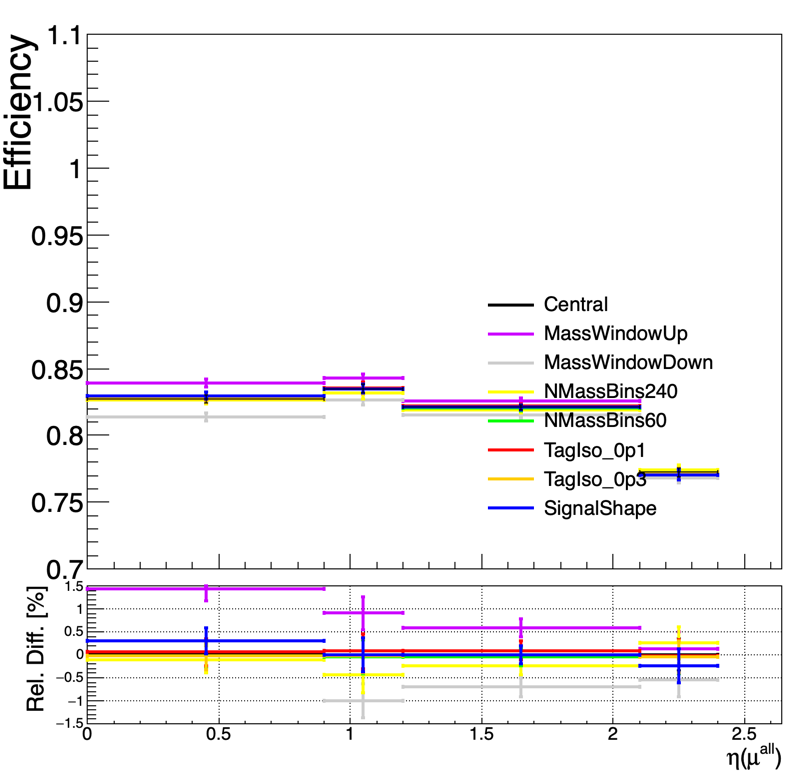 Efficiency
1.1
1.05
1
0.95
0.9
0.85
0.8
0.75
0.7
Central
MassWindowUp
MassWindowDown
NMassBins240
NMassBins60
TagIso_0p1
TagIso_0p3
SignalShape
Rel. Diff. [%]
1.5
1
0.5
0
−0.5
−1
−1.5
0 0.5 1 1.5 2 2.5
η(μ^all)